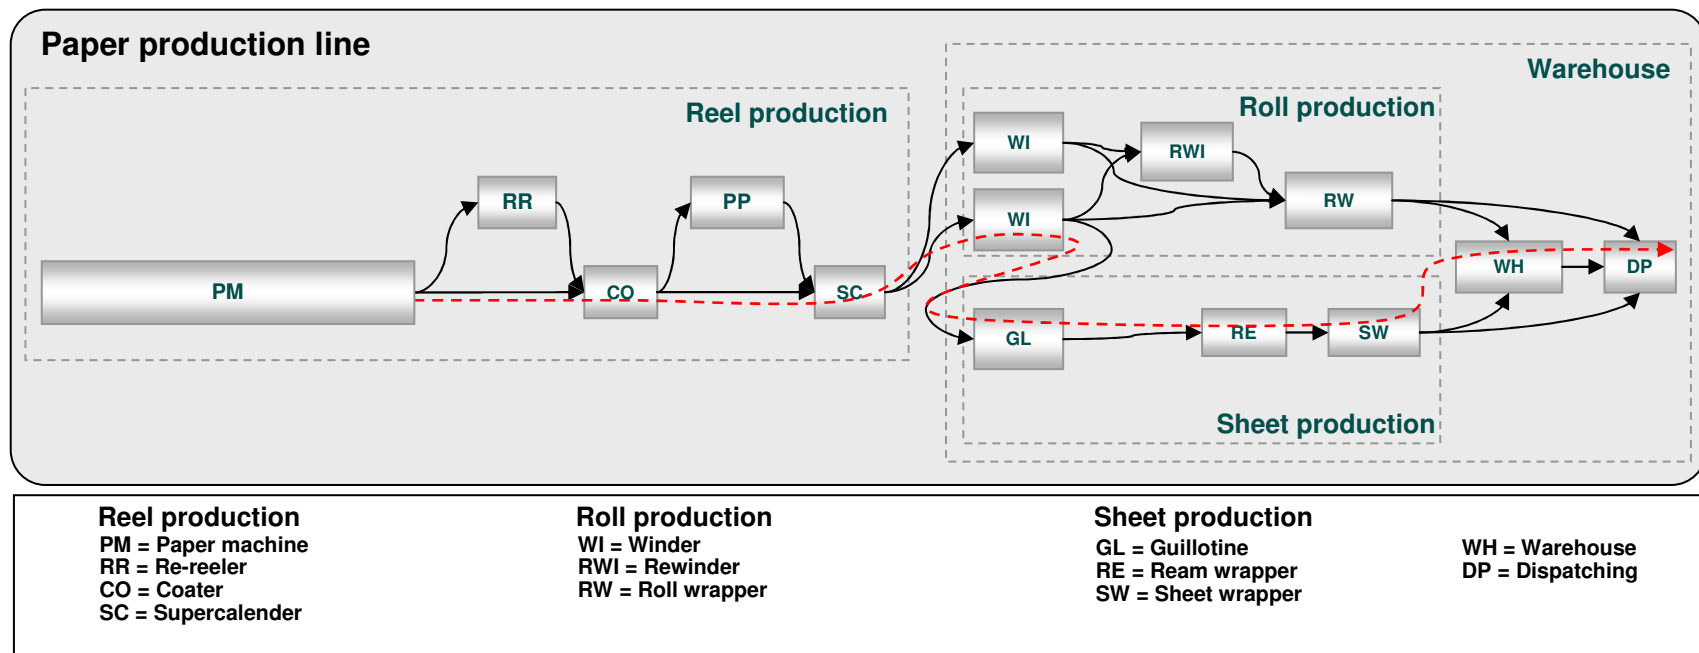 Paper production line
Warehouse
Reel production
Roll production
WI
RWI
RR
PP
RW
WI
PM
CO
SC
WH
DP
GL
RE
SW
Sheet production
Reel production
PM = Paper machine
RR = Re-reeler
CO = Coater
SC = Supercalender
Roll production
WI = Winder
RWI = Rewinder
RW = Roll wrapper
Sheet production
GL = Guillotine
RE = Ream wrapper
SW = Sheet wrapper
WH = Warehouse
DP = Dispatching